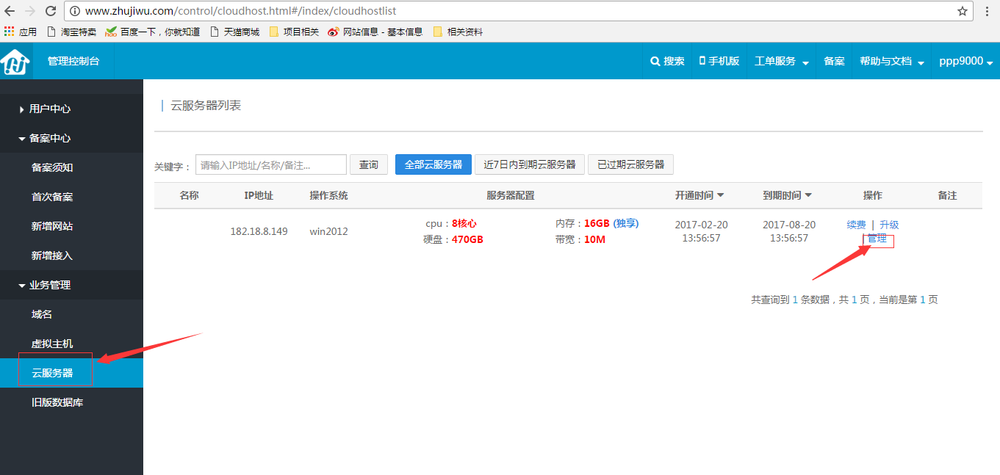 www.zhujiwu.com/control/cloudhost.html#/index/cloudhostlist
应用 淘宝特卖 百度一下，你就知道 天猫商城 项目相关 网站信息 - 基本信息 相关资料
管理控制台 搜索 手机版 工单服务 备案 帮助与文档 ppp9000
用户中心
备案中心
备案须知
首次备案
新增网站
新增接入
业务管理
域名
虚拟主机
云服务器
旧版数据库
云服务器列表
关键字： 请输入IP地址/名称/备注... 查询 全部云服务器 近7日内到期云服务器 已过期云服务器
名称 IP地址 操作系统 服务器配置 开通时间 到期时间 操作 备注
182.18.8.149 win2012
cpu：8核心 内存：16GB (独享)
硬盘：470GB 带宽：10M
2017-02-20
13:56:57
2017-08-20
13:56:57
续费 | 升级
| 管理
共查询到 1 条数据，共 1 页，当前是第 1 页